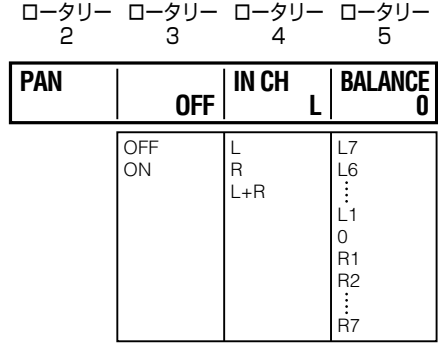 ロータリー ロータリー ロータリー ロータリー
2 3 4 5
PAN IN CH BALANCE
OFF L 0
OFF L L7
ON R L6
L+R ⋮
L1
0
R1
R2
⋮
R7